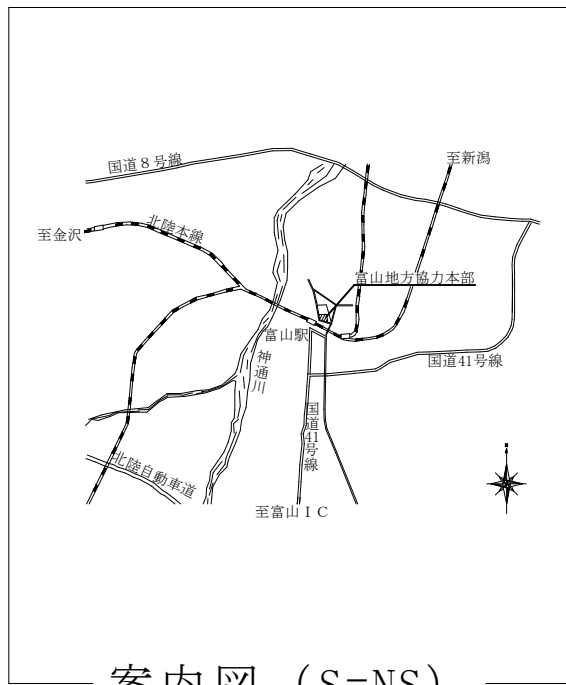 国道8号線
至新潟
北陸本線
至金沢
富山地方協力本部
富山駅
国道41号線
神通川
国道41号線
北陸自動車道
至富山IC
案内図 (S=NS)